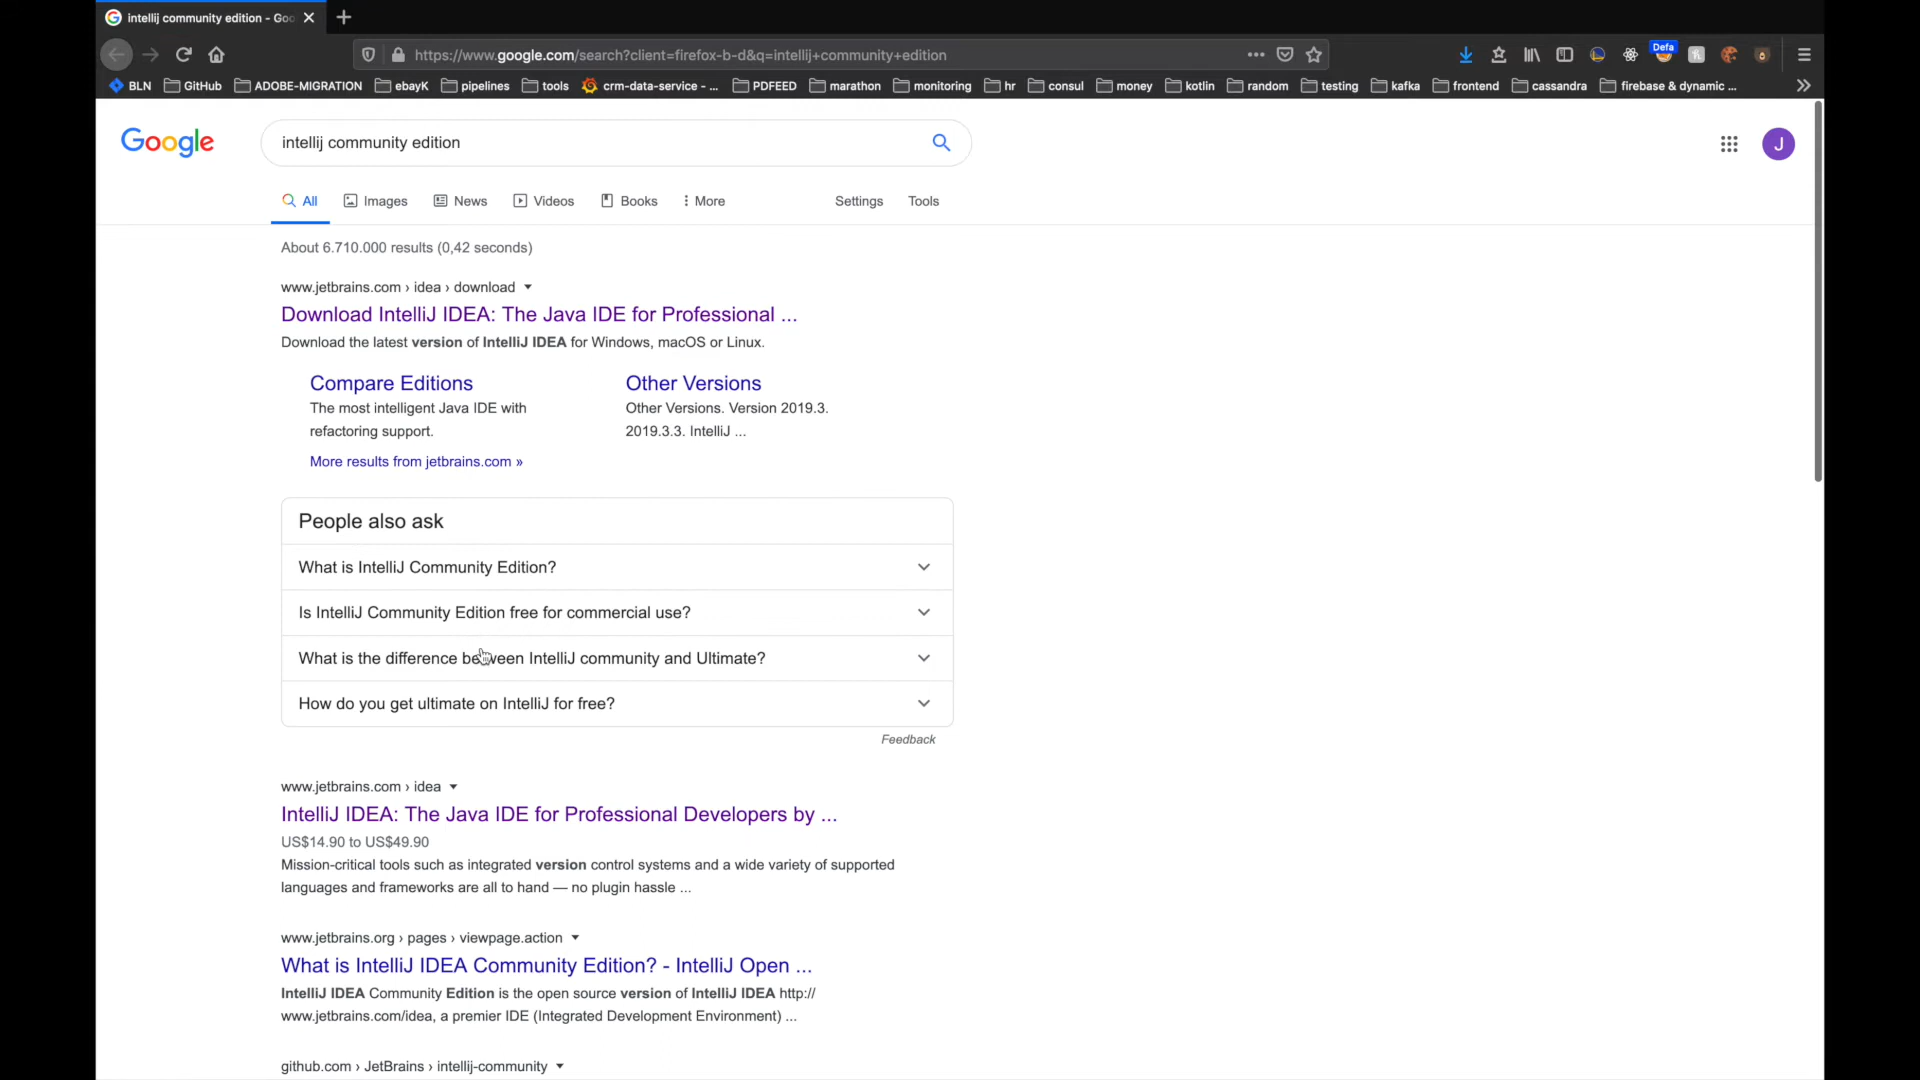 intellij community edition - Goo
https://www.google.com/search?client=firefox-b-d&q=intellij+community+edition
Defa
BLN GitHub ADOBE-MIGRATION ebayK pipelines tools crm-data-service - ... PDFEED marathon monitoring hr consul money kotlin random testing kafka frontend cassandra firebase & dynamic ...
Google
intellij community edition
J
All Images News Videos Books More Settings Tools
About 6.710.000 results (0,42 seconds)
www.jetbrains.com › idea › download
Download IntelliJ IDEA: The Java IDE for Professional ...
Download the latest version of IntelliJ IDEA for Windows, macOS or Linux.
Compare Editions
The most intelligent Java IDE with
refactoring support.
Other Versions
Other Versions. Version 2019.3.
2019.3.3. IntelliJ ...
More results from jetbrains.com »
People also ask
What is IntelliJ Community Edition?
Is IntelliJ Community Edition free for commercial use?
What is the difference between IntelliJ community and Ultimate?
How do you get ultimate on IntelliJ for free?
Feedback
www.jetbrains.com › idea
IntelliJ IDEA: The Java IDE for Professional Developers by ...
US$14.90 to US$49.90
Mission-critical tools such as integrated version control systems and a wide variety of supported
languages and frameworks are all to hand — no plugin hassle ...
www.jetbrains.org › pages › viewpage.action
What is IntelliJ IDEA Community Edition? - IntelliJ Open ...
IntelliJ IDEA Community Edition is the open source version of IntelliJ IDEA http://
www.jetbrains.com/idea, a premier IDE (Integrated Development Environment) ...
github.com › JetBrains › intellij-community